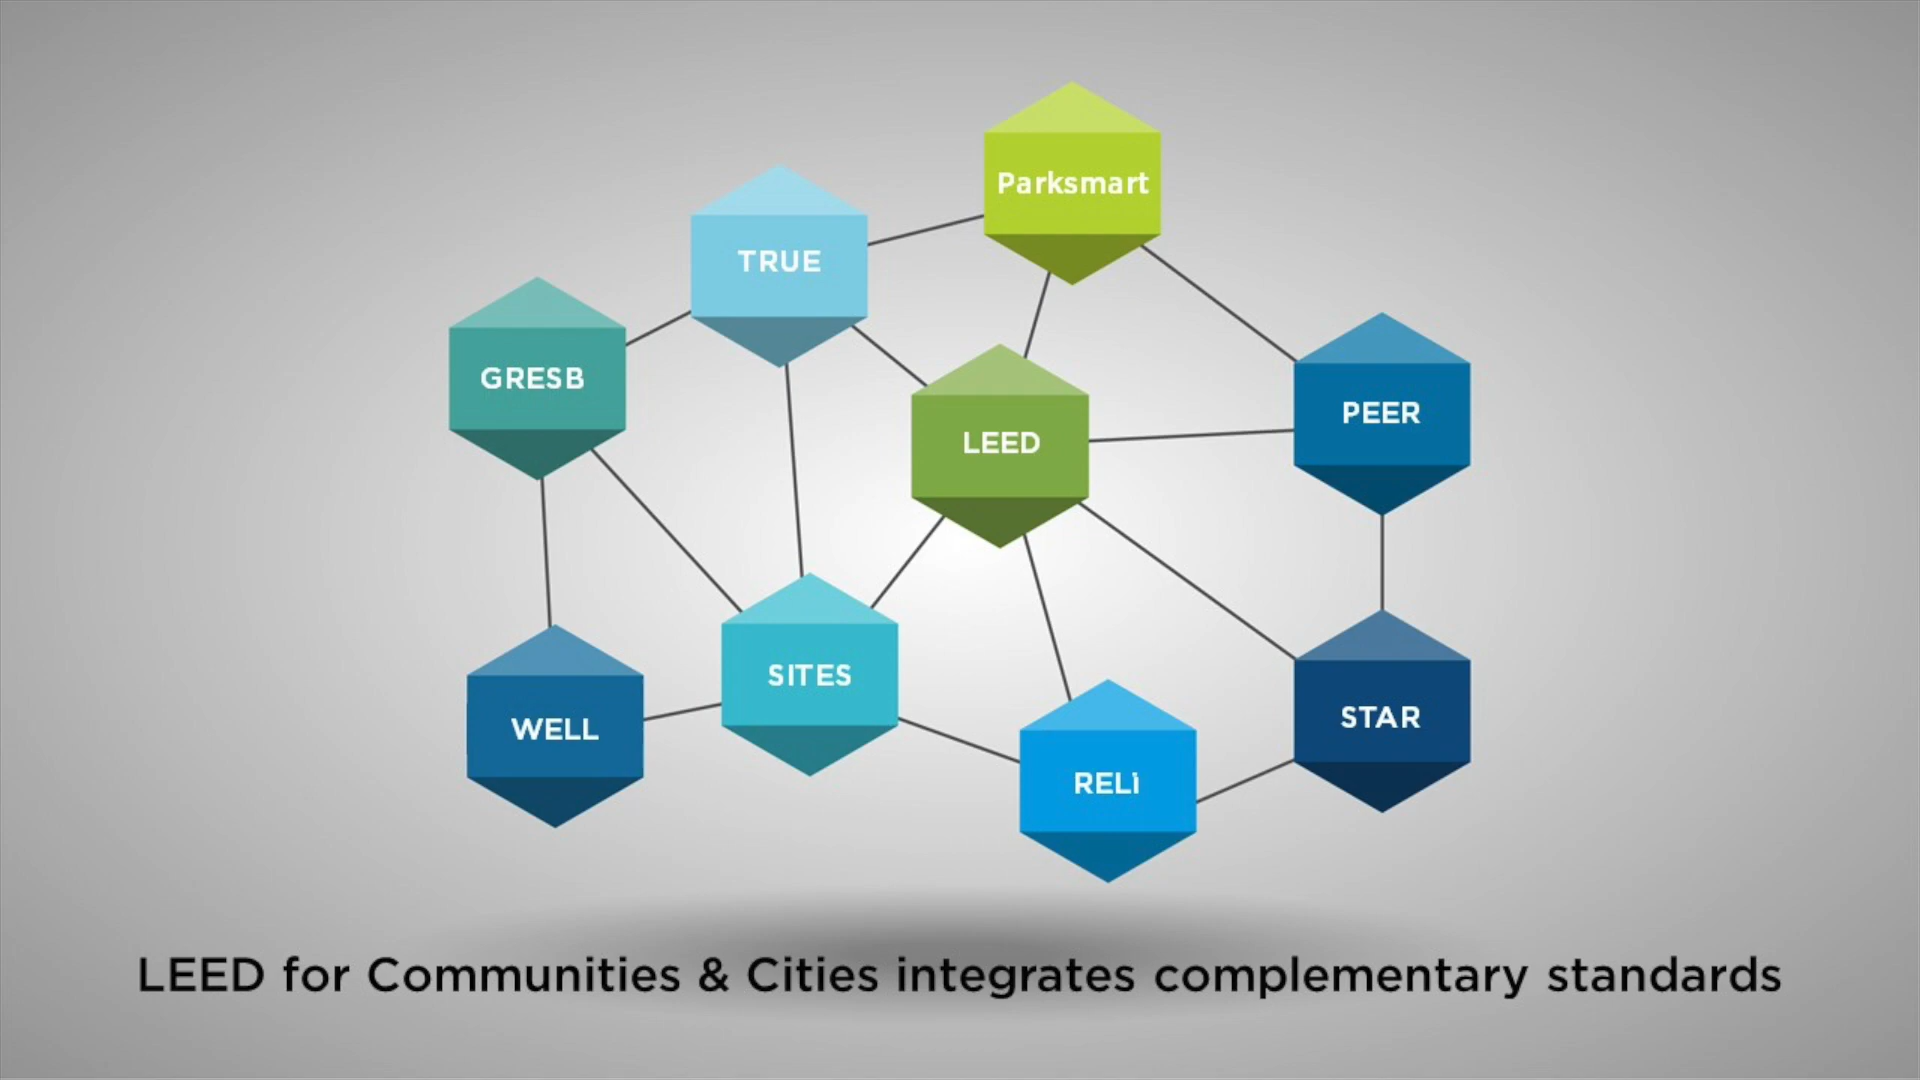 Parksmart
TRUE
GRESB
PEER
LEED
SITES
STAR
WELL
RELi
LEED for Communities & Cities integrates complementary standards